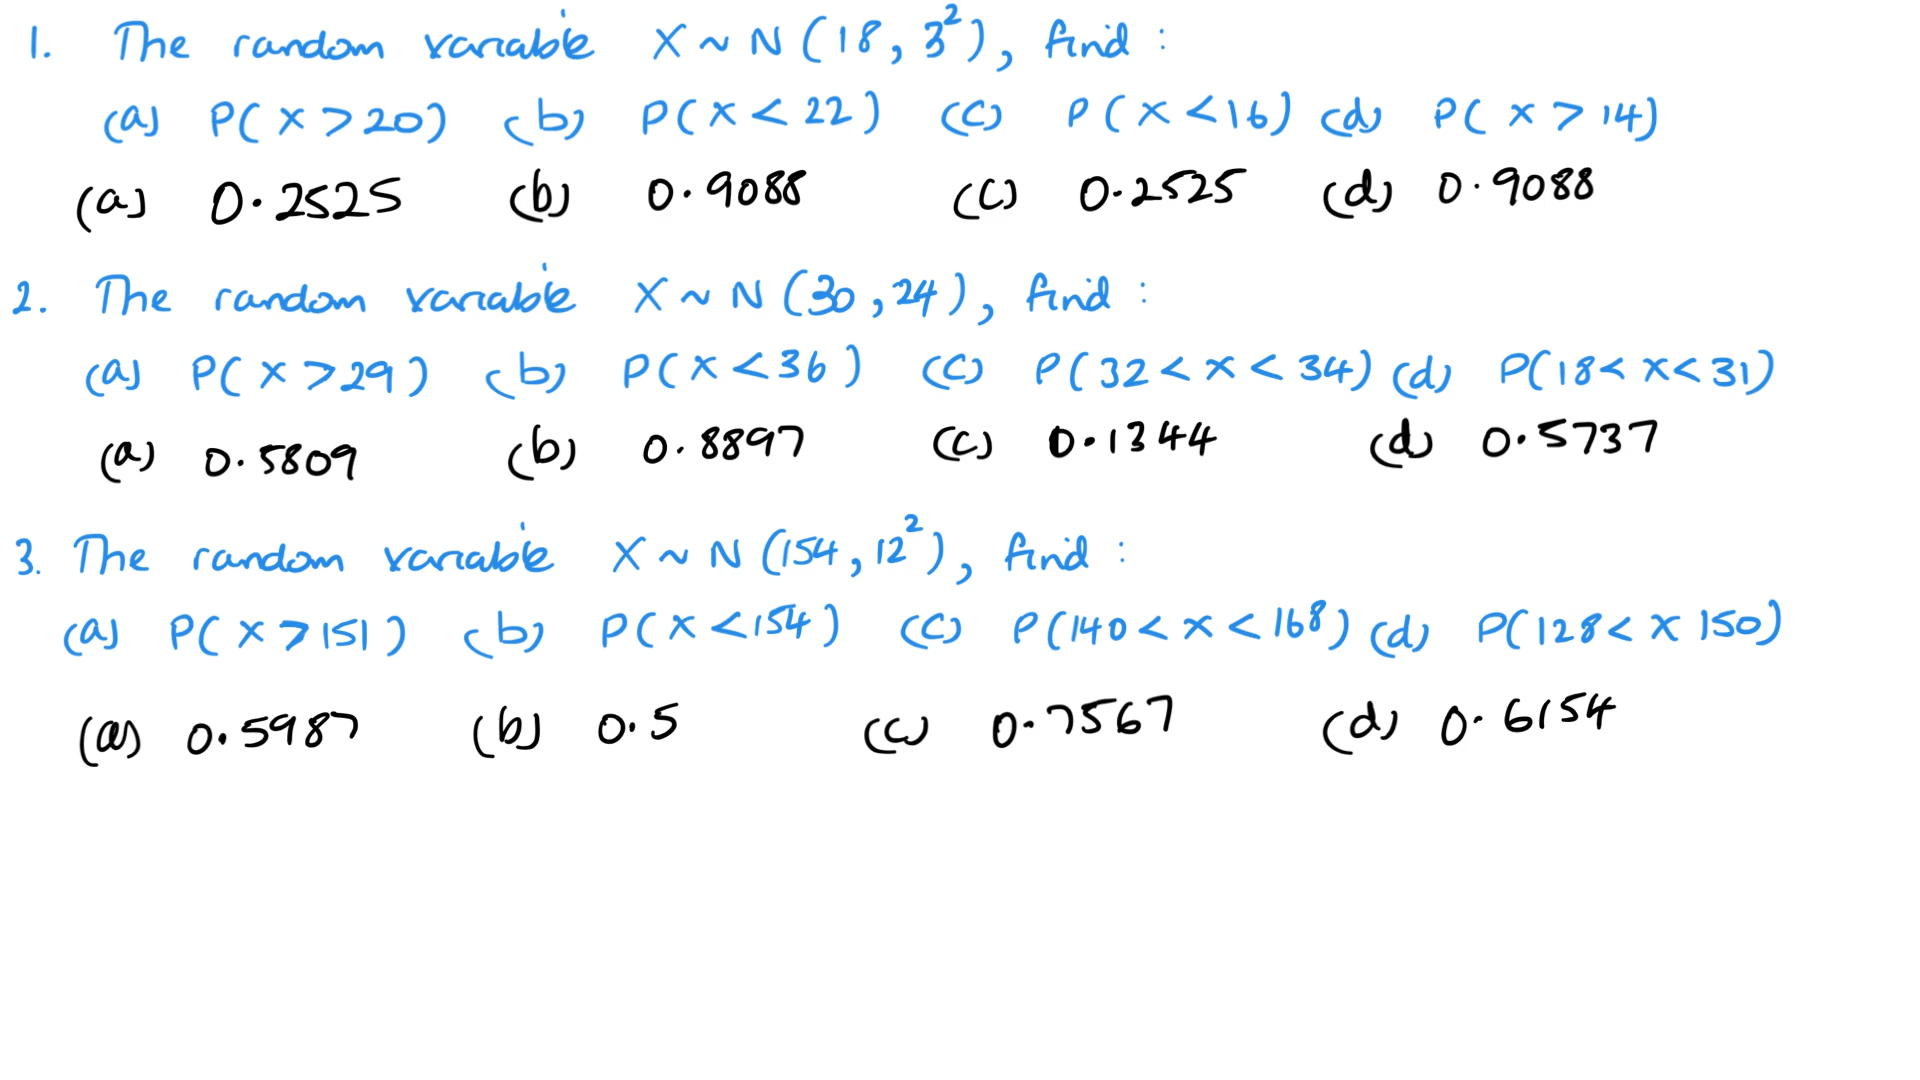 1. The random variable X ~ N (18, 3²), find :
(a) P( X > 20) (b) P(X < 22) (c) P( X < 16) (d) P( X > 14)
(a) 0.2525 (b) 0.9088 (c) 0.2525 (d) 0.9088
2. The random variable X ~ N (30, 24), find :
(a) P( X > 29) (b) P(X < 36) (c) P(32 < X < 34) (d) P(18 < X < 31)
(a) 0.5809 (b) 0.8897 (c) 0.1344 (d) 0.5737
3. The random variable X ~ N (154, 12²), find :
(a) P( X > 151) (b) P(X < 154) (c) P(140 < X < 168) (d) P(128 < X 150)
(a) 0.5987 (b) 0.5 (c) 0.7567 (d) 0.6154